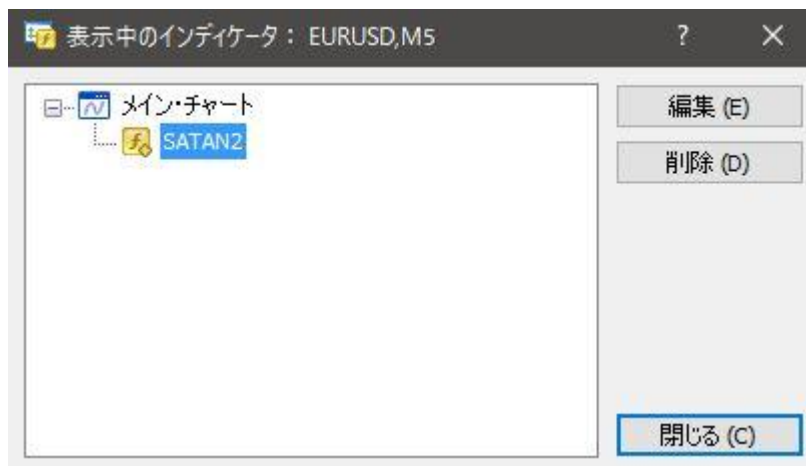 表示中のインディケータ： EURUSD,M5
メイン・チャート
SATAN2
編集 (E)
削除 (D)
閉じる (C)